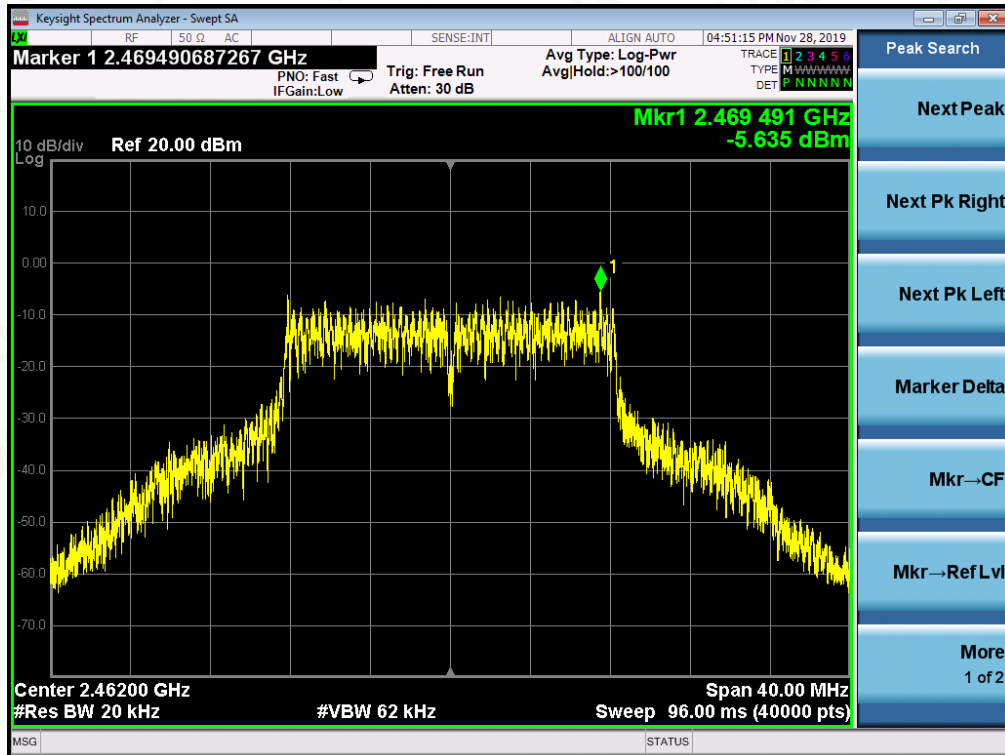 Keysight Spectrum Analyzer - Swept SA
LXI RF 50 Ω AC SENSE:INT ALIGN AUTO 04:51:15 PM Nov 28, 2019
Marker 1 2.469490687267 GHz
PNO: Fast
IFGain:Low
Trig: Free Run
Atten: 30 dB
Avg Type: Log-Pwr
Avg|Hold:>100/100
TRACE 1 2 3 4 5 6
TYPE M WWWWW
DET P N N N N N
Mkr1 2.469 491 GHz
-5.635 dBm
10 dB/div Ref 20.00 dBm
Log
10.0
0.00
-10.0
-20.0
-30.0
-40.0
-50.0
-60.0
-70.0
1
Center 2.46200 GHz Span 40.00 MHz
#Res BW 20 kHz #VBW 62 kHz Sweep 96.00 ms (40000 pts)
MSG STATUS
Peak Search
Next Peak
Next Pk Right
Next Pk Left
Marker Delta
Mkr→CF
Mkr→Ref Lvl
More
1 of 2